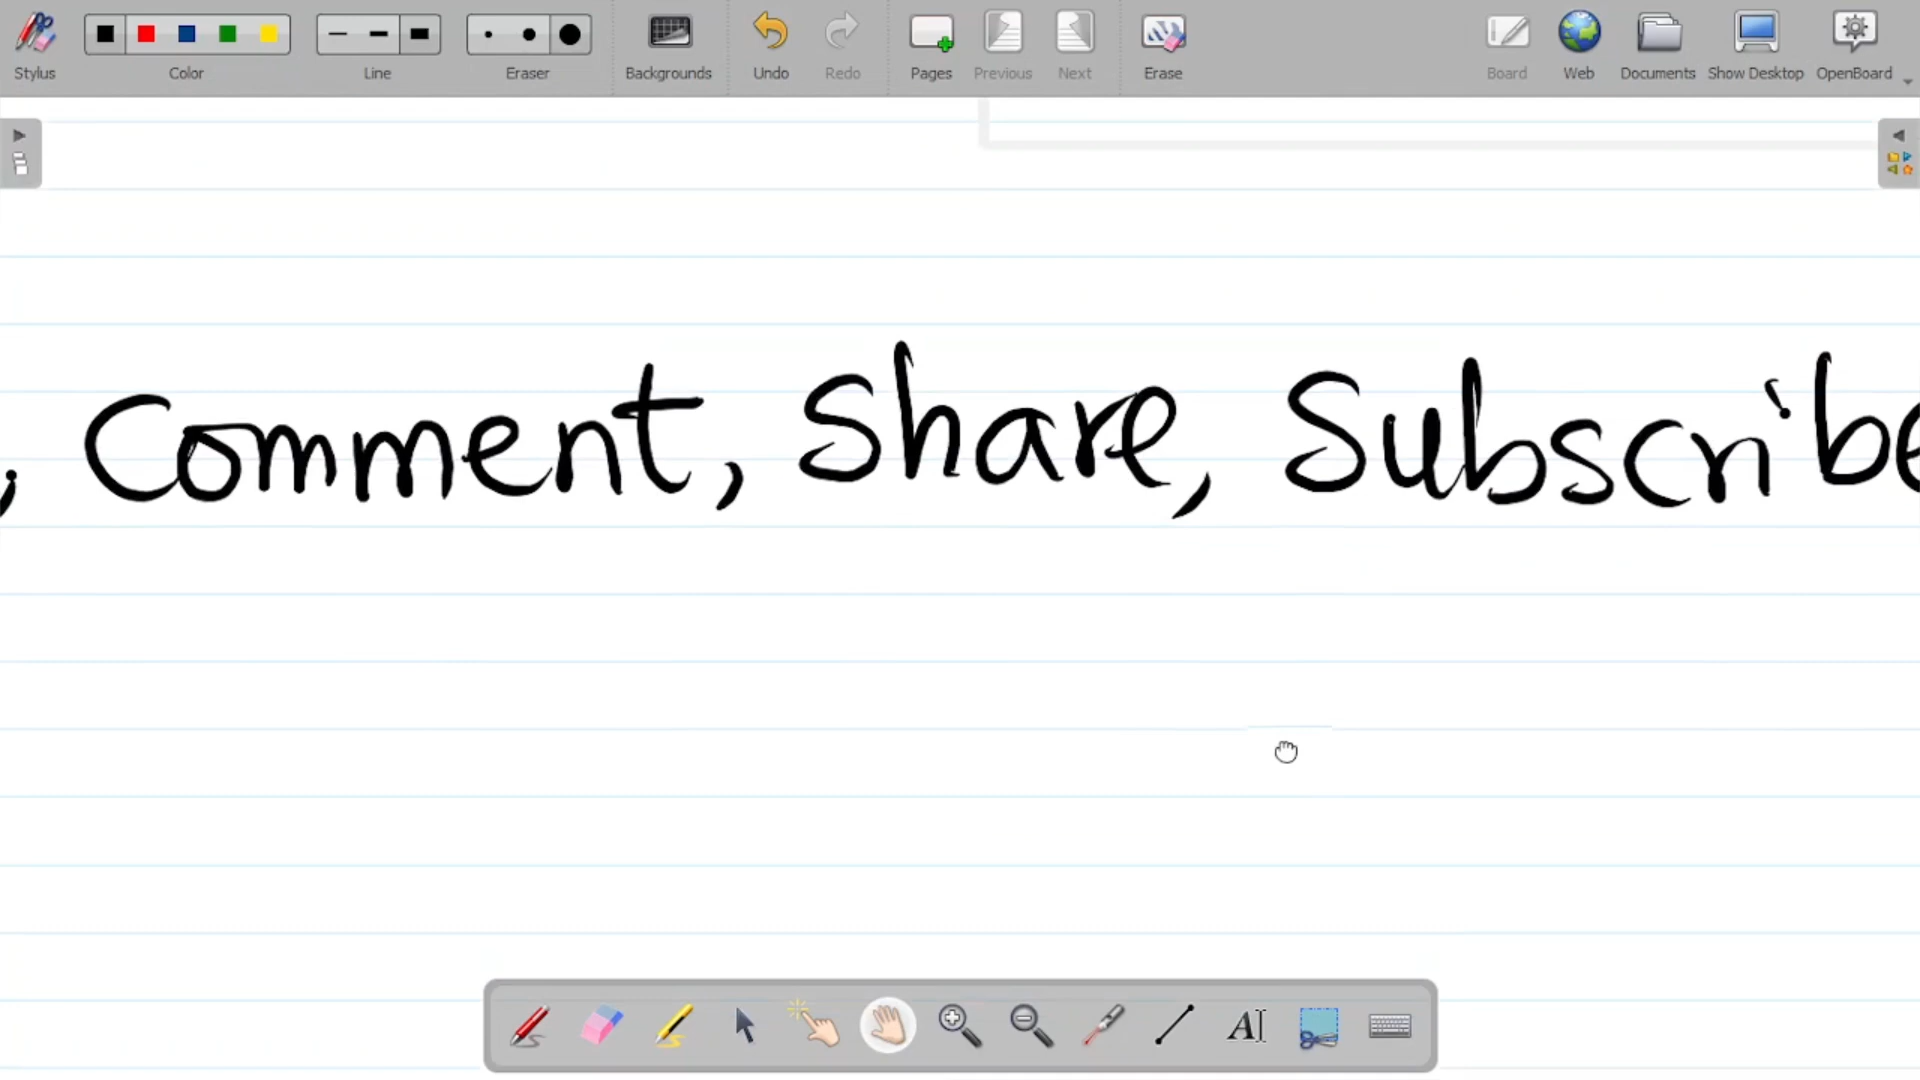 Stylus Color Line Eraser Backgrounds Undo Redo Pages Previous Next Erase Board Web Documents Show Desktop OpenBoard
, Comment, Share, Subscribe